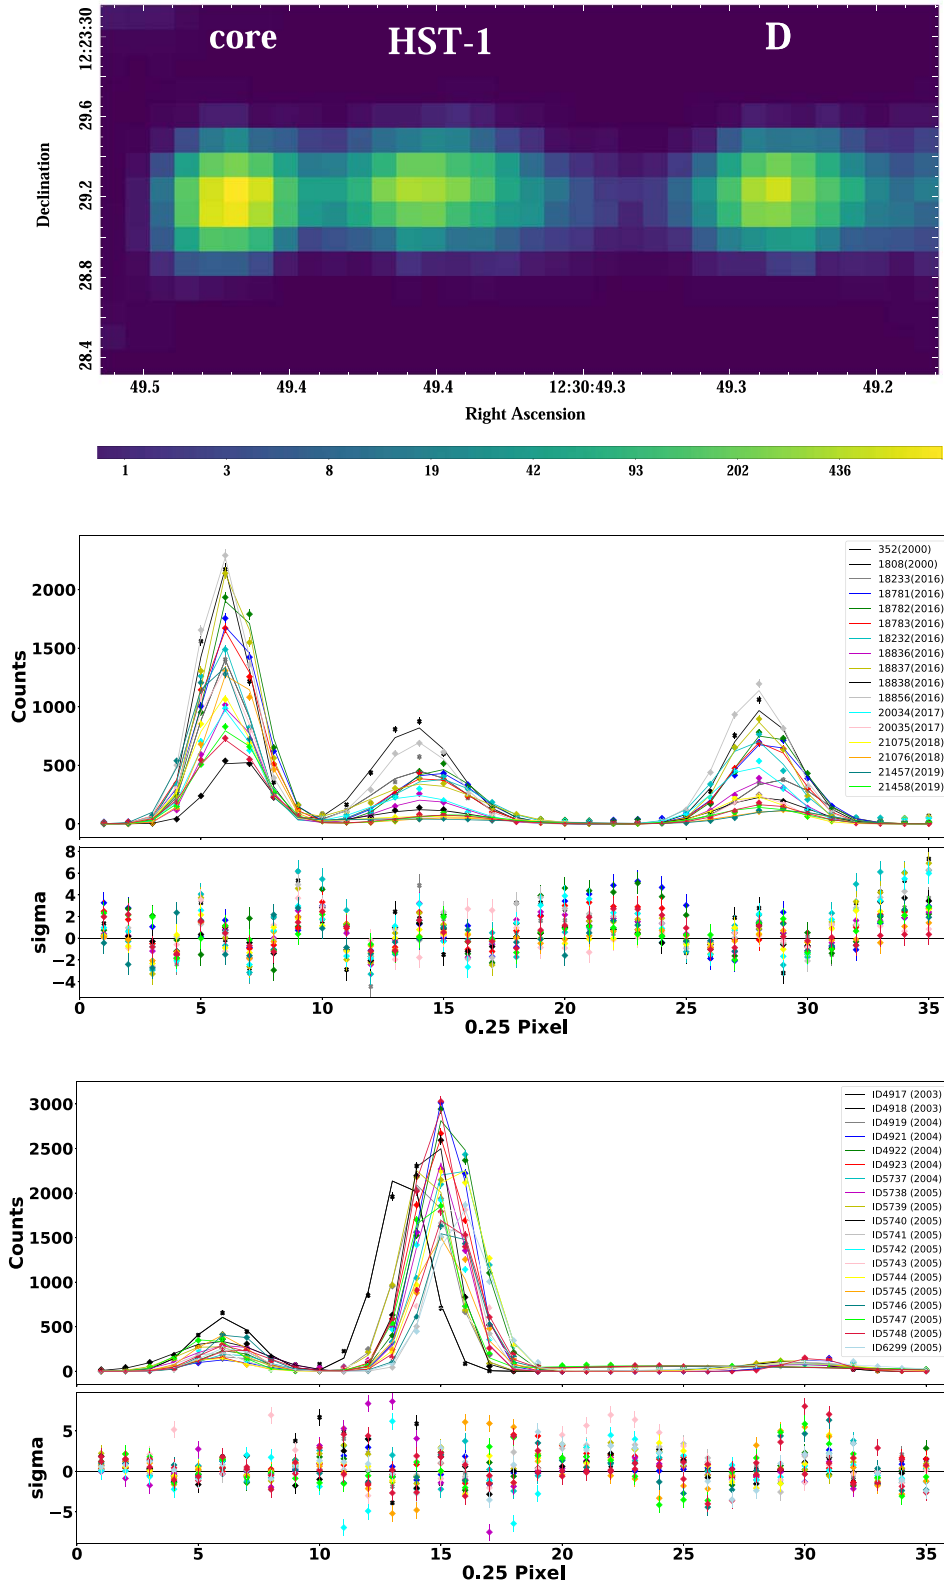 core HST-1 D
12:23:30
29.6
29.2
28.8
28.4
Declination
49.5 49.4 49.4 12:30:49.3 49.3 49.2
Right Ascension
1 3 8 19 42 93 202 436
2000
1500
1000
500
0
Counts
352(2000)
1808(2000)
18233(2016)
18781(2016)
18782(2016)
18783(2016)
18232(2016)
18836(2016)
18837(2016)
18838(2016)
18856(2016)
20034(2017)
20035(2017)
21075(2018)
21076(2018)
21457(2019)
21458(2019)
8
6
4
2
0
−2
−4
sigma
0 5 10 15 20 25 30 35
0.25 Pixel
3000
2500
2000
1500
1000
500
0
Counts
ID4917 (2003)
ID4918 (2003)
ID4919 (2004)
ID4921 (2004)
ID4922 (2004)
ID4923 (2004)
ID5737 (2004)
ID5738 (2005)
ID5739 (2005)
ID5740 (2005)
ID5741 (2005)
ID5742 (2005)
ID5743 (2005)
ID5744 (2005)
ID5745 (2005)
ID5746 (2005)
ID5747 (2005)
ID5748 (2005)
ID6299 (2005)
5
0
−5
sigma
0 5 10 15 20 25 30 35
0.25 Pixel